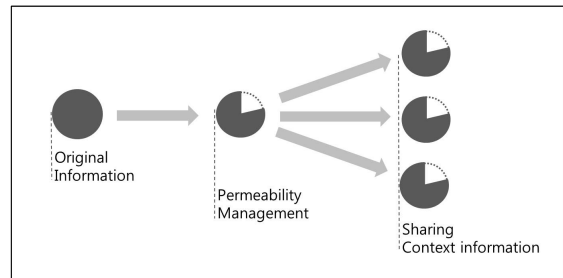 Original
Information
Permeability
Management
Sharing
Context information